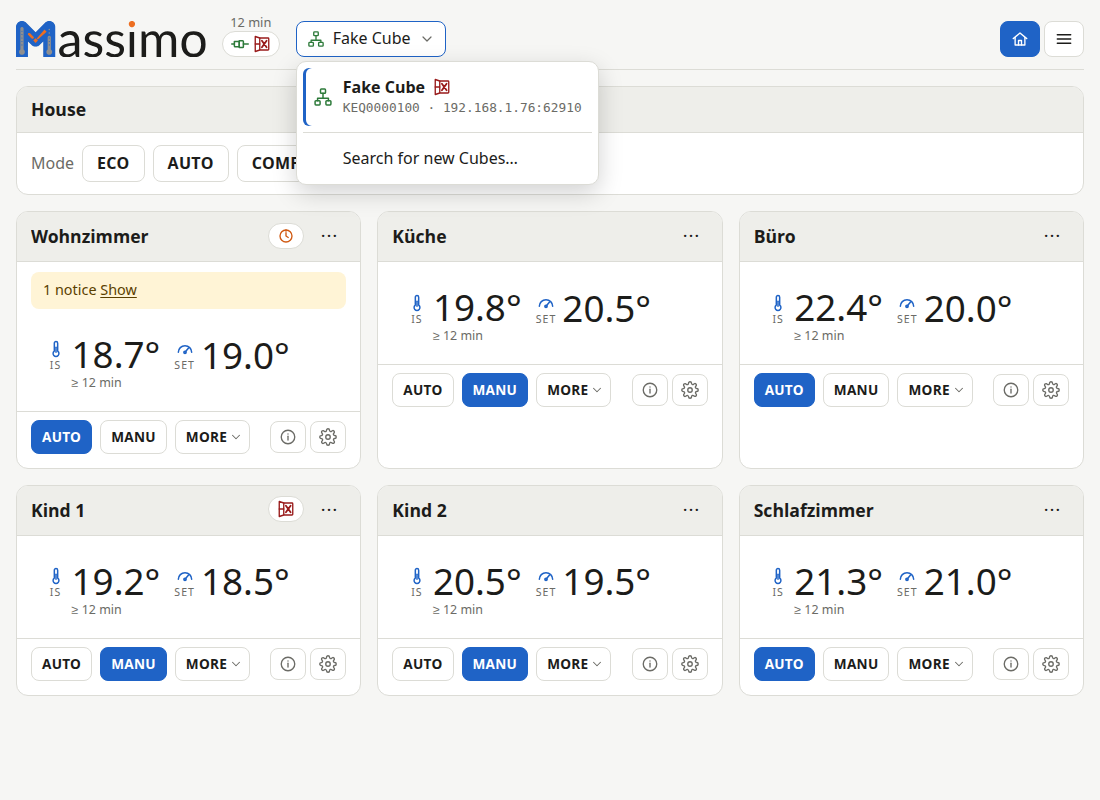 Massimo
12 min
Fake Cube
Fake Cube
KEQ0000100 · 192.168.1.76:62910
Search for new Cubes...
House
Mode ECO AUTO COMF
Wohnzimmer
1 notice Show
IS 18.7° SET 19.0°
≥ 12 min
AUTO MANU MORE
Küche
IS 19.8° SET 20.5°
≥ 12 min
AUTO MANU MORE
Büro
IS 22.4° SET 20.0°
≥ 12 min
AUTO MANU MORE
Kind 1
IS 19.2° SET 18.5°
≥ 12 min
AUTO MANU MORE
Kind 2
IS 20.5° SET 19.5°
≥ 12 min
AUTO MANU MORE
Schlafzimmer
IS 21.3° SET 21.0°
≥ 12 min
AUTO MANU MORE